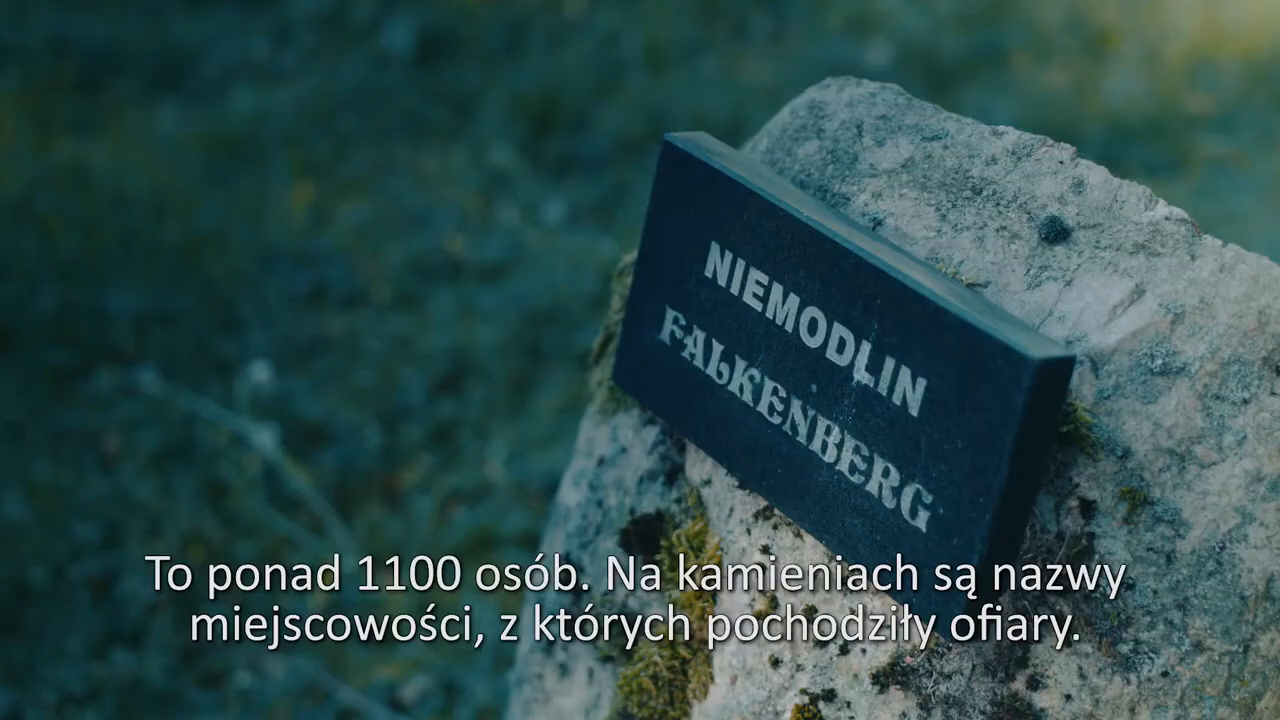 NIEMODLIN
FALKENBERG
To ponad 1100 osób. Na kamieniach są nazwy
miejscowości, z których pochodziły ofiary.